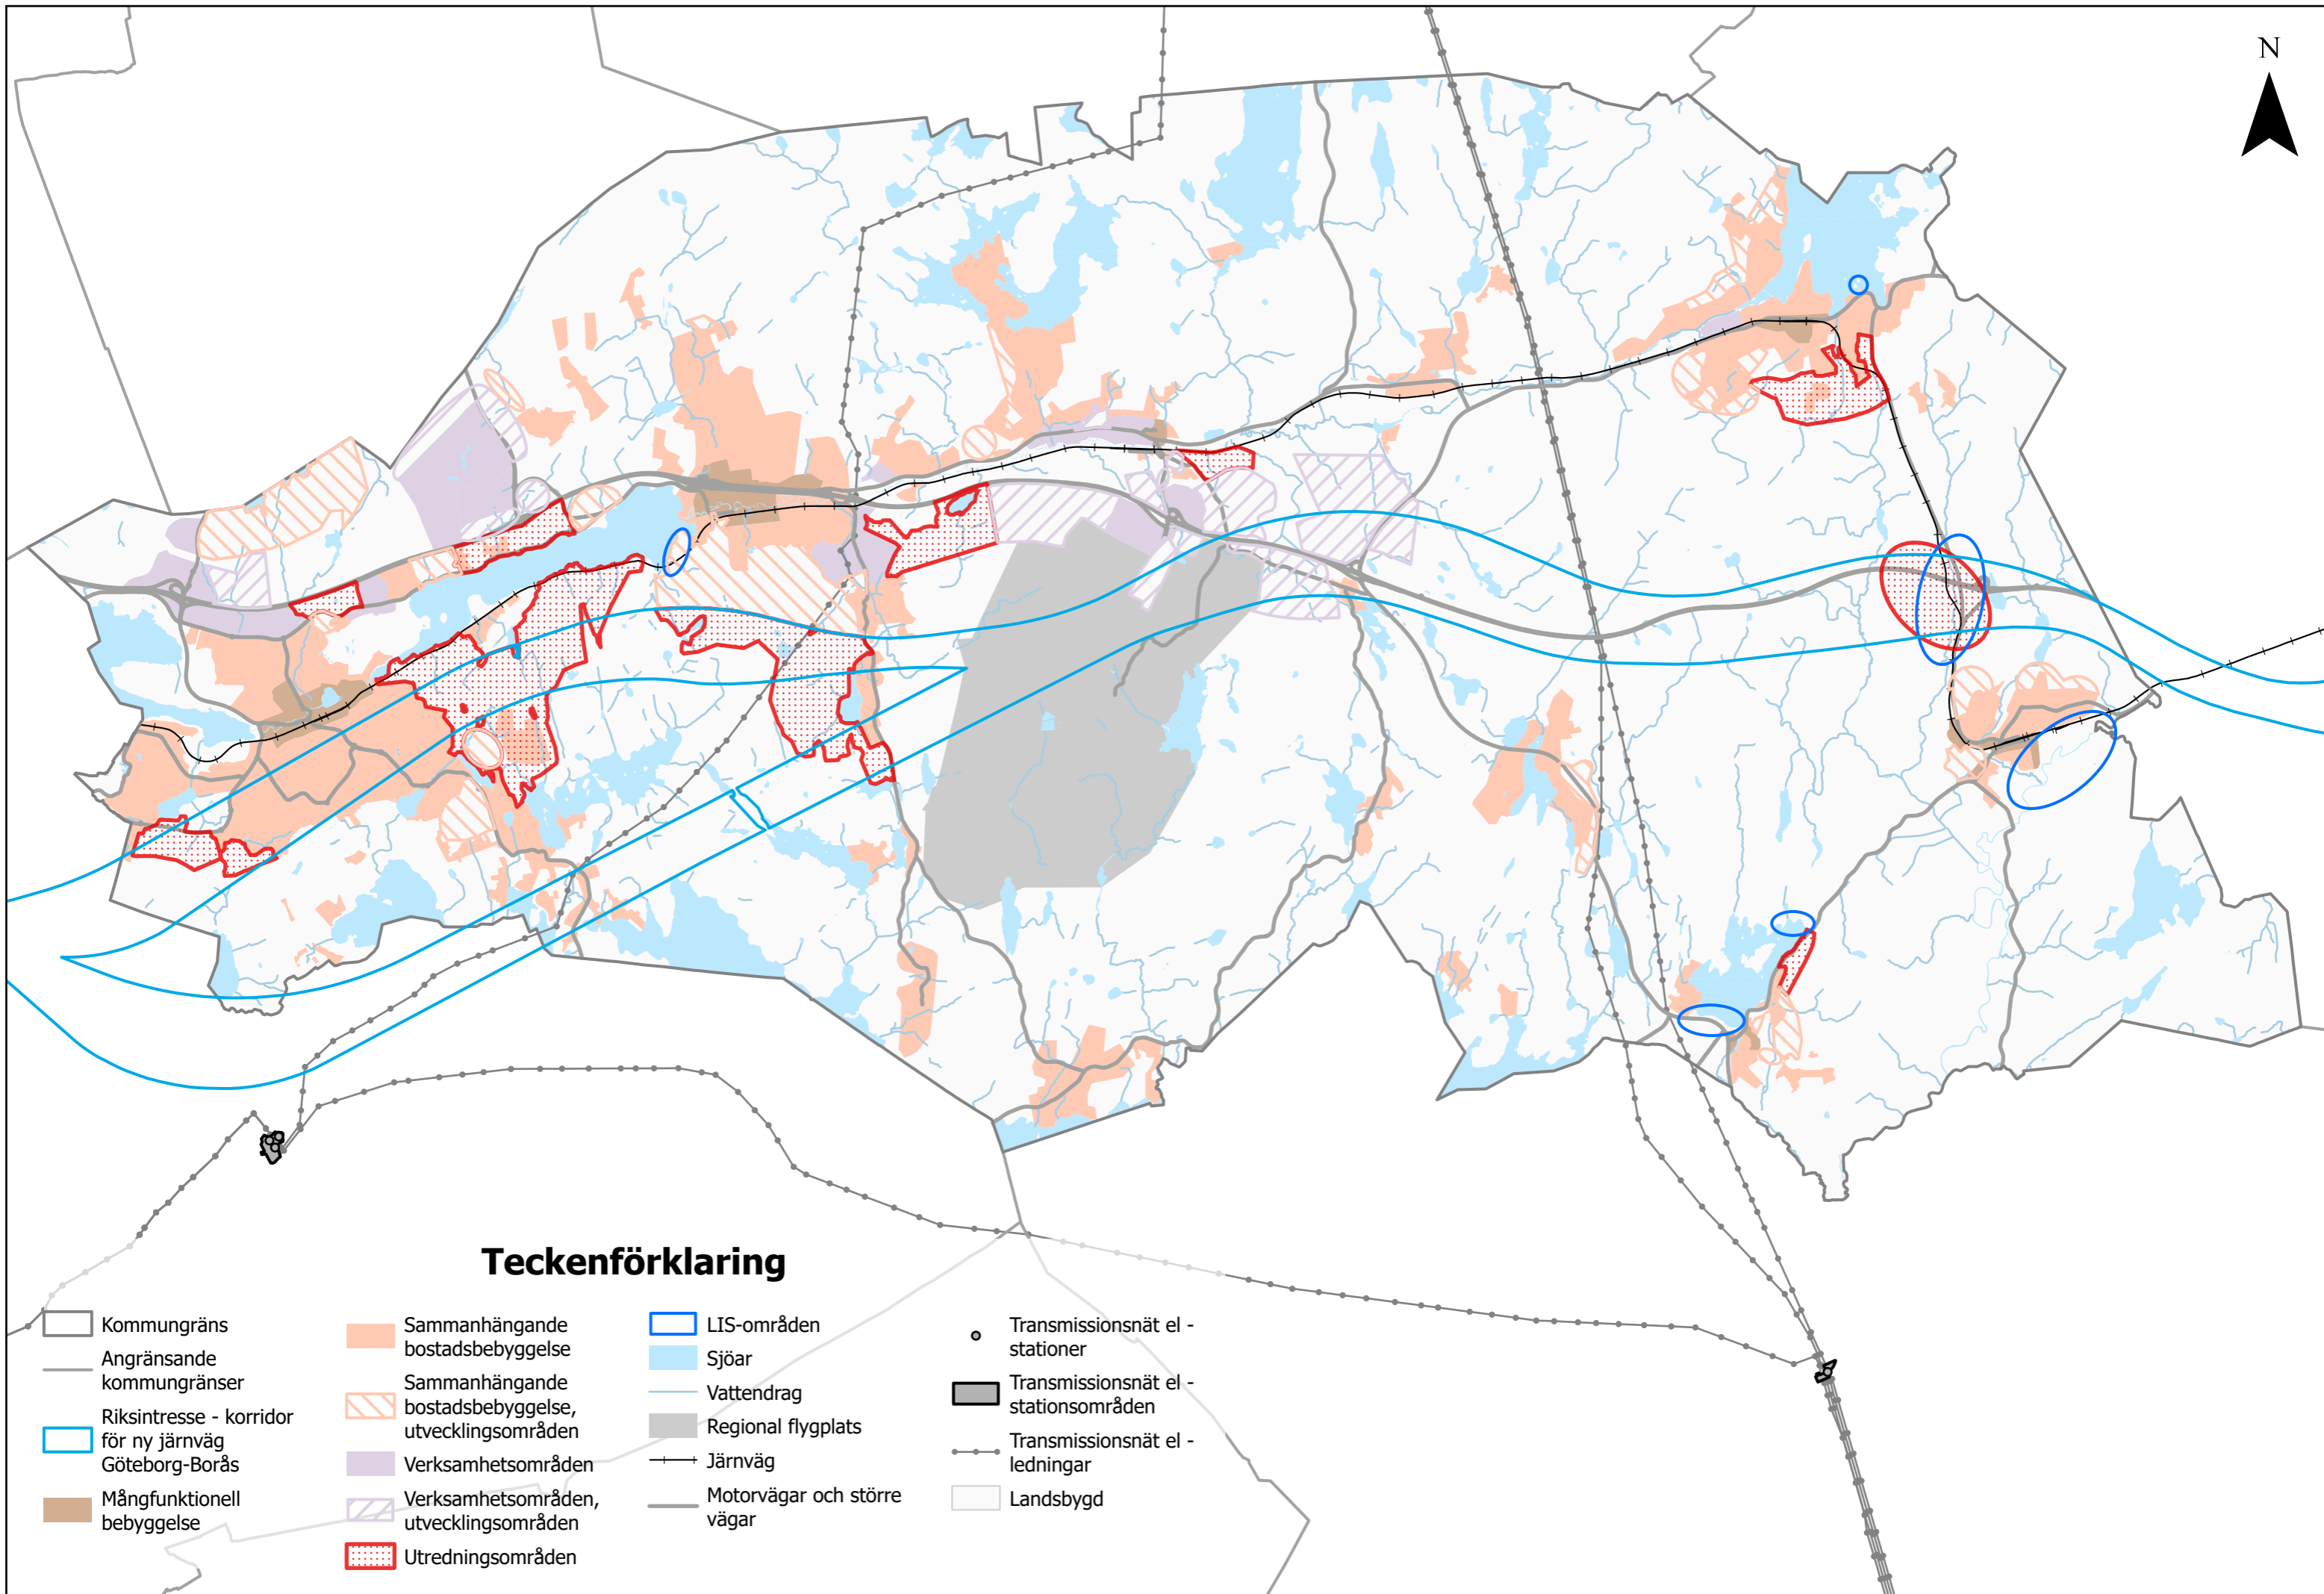 N
Teckenförklaring
Kommungräns
Angränsande
kommungränser
Riksintresse - korridor
för ny järnväg
Göteborg-Borås
Mångfunktionell
bebyggelse
Sammanhängande
bostadsbebyggelse
Sammanhängande
bostadsbebyggelse,
utvecklingsområden
Verksamhetsområden
Verksamhetsområden,
utvecklingsområden
Utredningsområden
LIS-områden
Sjöar
Vattendrag
Regional flygplats
Järnväg
Motorvägar och större
vägar
Transmissionsnät el -
stationer
Transmissionsnät el -
stationsområden
Transmissionsnät el -
ledningar
Landsbygd